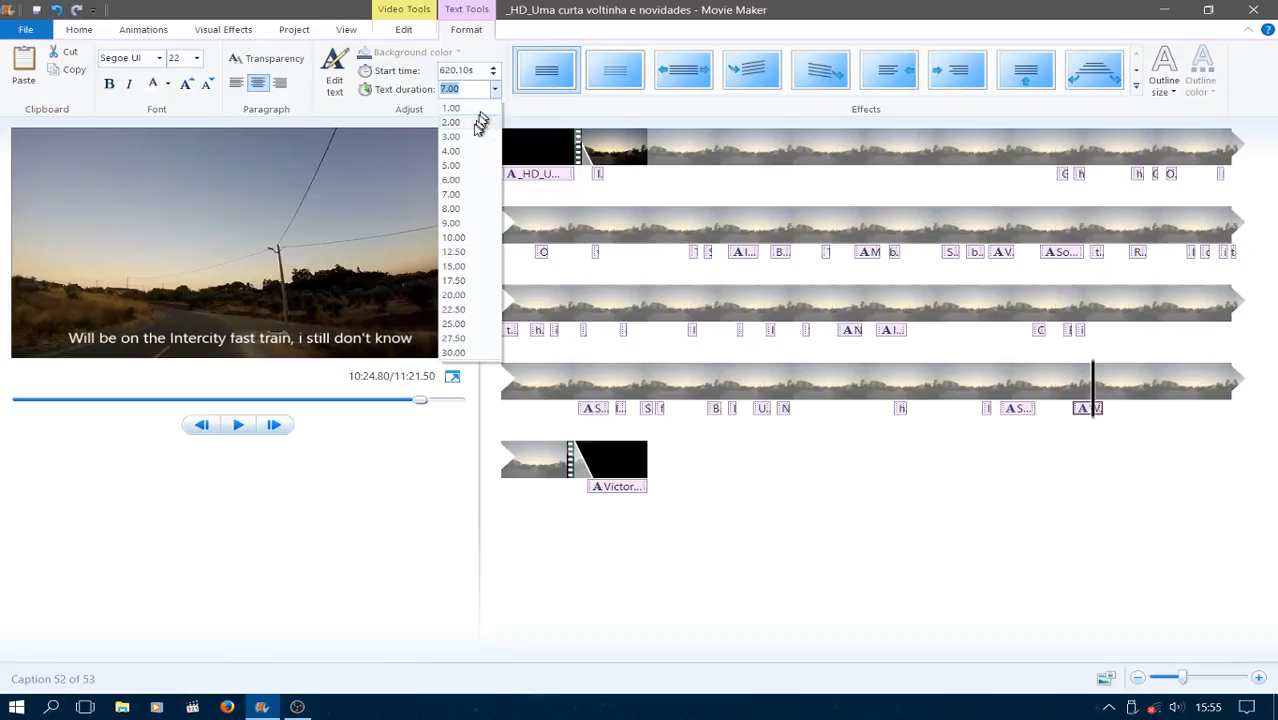 Video Tools Text Tools _HD_Uma curta voltinha e novidades - Movie Maker
File Home Animations Visual Effects Project View Edit Format
Paste
Cut
Copy
Clipboard
Segoe UI 22
B I A A A
Font
Transparency
Paragraph
Edit text
Background color
Start time: 620.10s
Text duration: 7.00
Adjust
Effects
Outline size
Outline color
1.00
2.00
3.00
4.00
5.00
6.00
7.00
8.00
9.00
10.00
12.50
15.00
17.50
20.00
22.50
25.00
27.50
30.00
Will be on the Intercity fast train, i still don't know
10:24.80/11:21.50
A _HD_U...
A I... B... A M b. S. b. A V. A So... t.. R..
t.. h. i A N A I...
A S... I... S f B U. N h A S... A V.
A Victor...
Caption 52 of 53
15:55